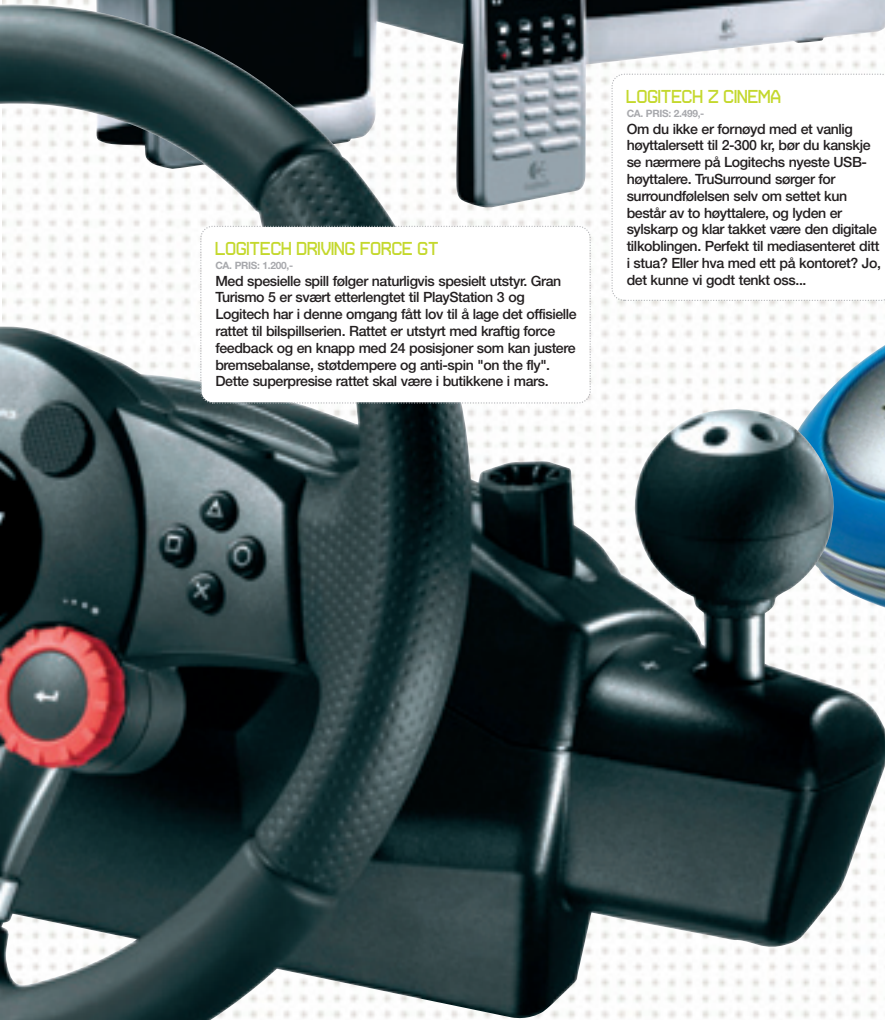 LOGITECH Z CINEMA
CA. PRIS: 2.499,-
Om du ikke er fornøyd med et vanlig
høyttalersett til 2-300 kr, bør du kanskje
se nærmere på Logitechs nyeste USB-
høyttalere. TruSurround sørger for
surroundfølelsen selv om settet kun
består av to høyttalere, og lyden er
sylskarp og klar takket være den digitale
tilkoblingen. Perfekt til mediasenteret ditt
i stua? Eller hva med ett på kontoret? Jo,
det kunne vi godt tenkt oss...
LOGITECH DRIVING FORCE GT
CA. PRIS: 1.200,-
Med spesielle spill følger naturligvis spesielt utstyr. Gran
Turismo 5 er svært etterlengtet til PlayStation 3 og
Logitech har i denne omgang fått lov til å lage det offisielle
rattet til bilspillserien. Rattet er utstyrt med kraftig force
feedback og en knapp med 24 posisjoner som kan justere
bremsebalanse, støtdempere og anti-spin "on the fly".
Dette superpresise rattet skal være i butikkene i mars.